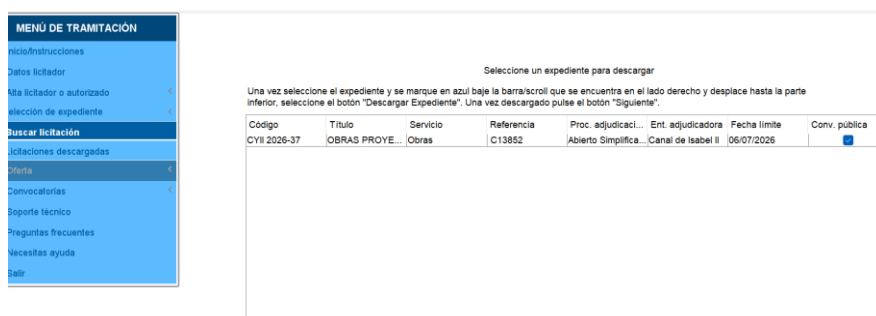 MENÚ DE TRAMITACIÓN
nicio/Instrucciones
Datos licitador
Alta licitador o autorizado
elección de expediente
Buscar licitación
Licitaciones descargadas
Oferta
Convocatorias
Soporte técnico
Preguntas frecuentes
Necesitas ayuda
Salir
Seleccione un expediente para descargar
Una vez seleccione el expediente y se marque en azul baje la barra/scroll que se encuentra en el lado derecho y desplace hasta la parte
inferior, seleccione el botón "Descargar Expediente". Una vez descargado pulse el botón "Siguiente".
Código Título Servicio Referencia Proc. adjudicaci... Ent. adjudicadora Fecha límite Conv. pública
CYII 2026-37 OBRAS PROYE... Obras C13852 Abierto Simplifica... Canal de Isabel II 06/07/2026